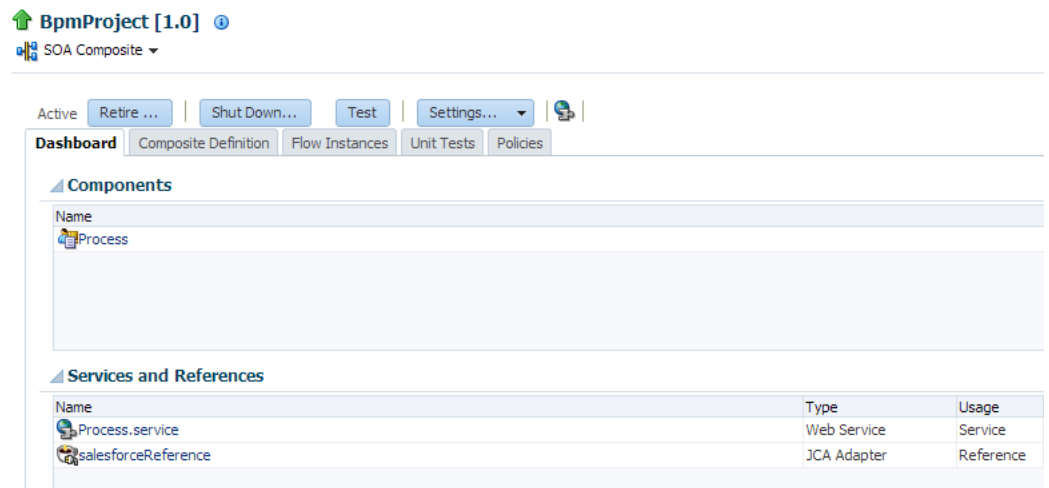 BpmProject [1.0]
SOA Composite
Active Retire ... Shut Down... Test Settings...
Dashboard Composite Definition Flow Instances Unit Tests Policies
Components
Name
Process
Services and References
Name Type Usage
Process.service Web Service Service
salesforceReference JCA Adapter Reference